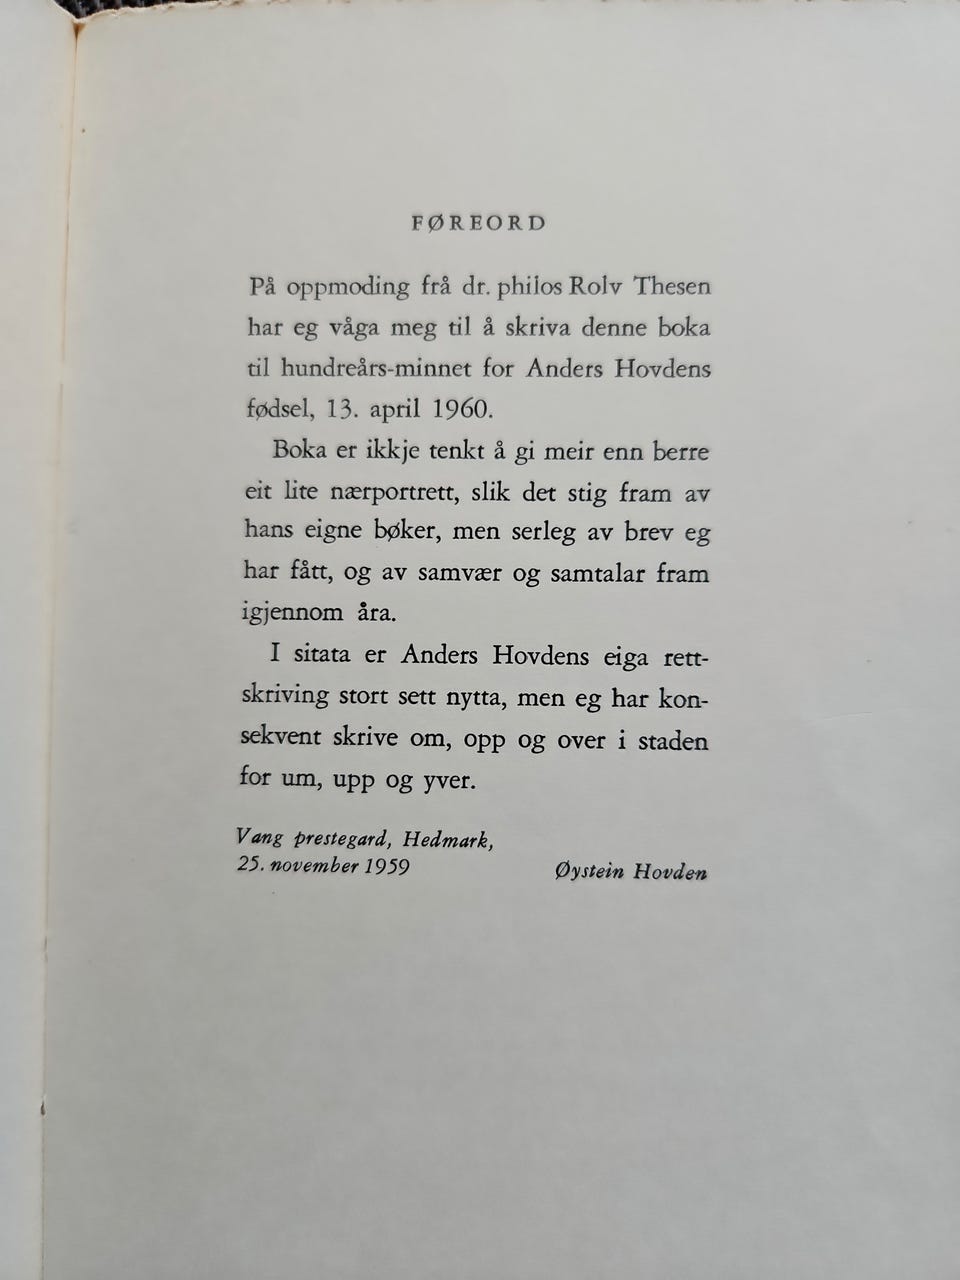 FØREORD
På oppmoding frå dr. philos Rolv Thesen
har eg våga meg til å skriva denne boka
til hundreårs-minnet for Anders Hovdens
fødsel, 13. april 1960.
Boka er ikkje tenkt å gi meir enn berre
eit lite nærportrett, slik det stig fram av
hans eigne bøker, men serleg av brev eg
har fått, og av samvær og samtalar fram
igjennom åra.
I sitata er Anders Hovdens eiga rett-
skriving stort sett nytta, men eg har kon-
sekvent skrive om, opp og over i staden
for um, upp og yver.
Vang prestegard, Hedmark,
25. november 1959 Øystein Hovden